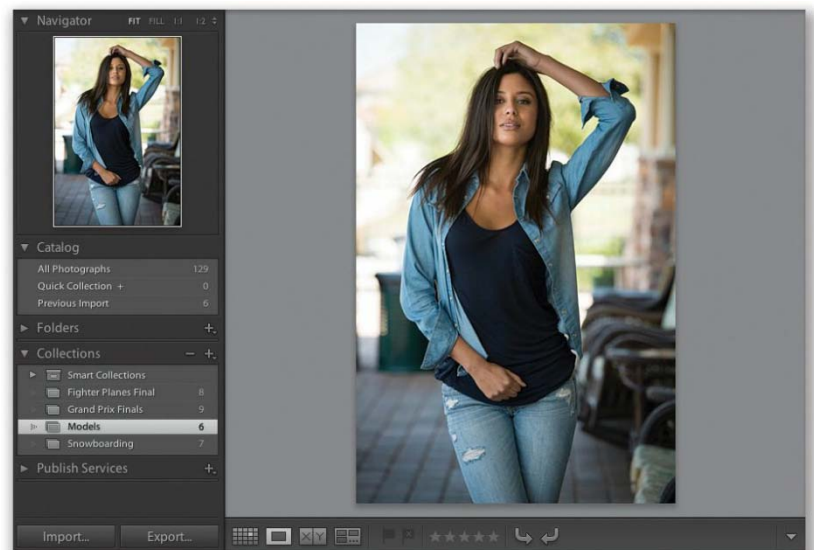 Navigator FIT FILL 1:1 1:2
Catalog
All Photographs 129
Quick Collection + 0
Previous Import 6
Folders +
Collections − +
Smart Collections
Fighter Planes Final 8
Grand Prix Finals 9
Models 6
Snowboarding 7
Publish Services +
Import... Export... X Y